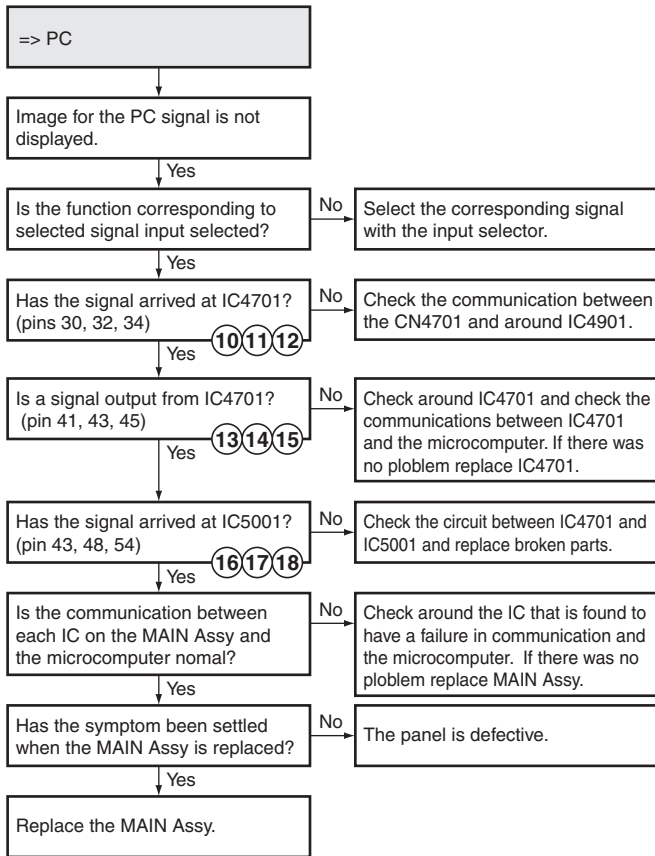 => PC
Image for the PC signal is not
displayed.
Yes
Is the function corresponding to
selected signal input selected?
No
Select the corresponding signal
with the input selector.
Yes
Has the signal arrived at IC4701?
(pins 30, 32, 34)
10 11 12
No
Check the communication between
the CN4701 and around IC4901.
Yes
Is a signal output from IC4701?
(pin 41, 43, 45)
13 14 15
No
Check around IC4701 and check the
communications between IC4701
and the microcomputer. If there was
no ploblem replace IC4701.
Yes
Has the signal arrived at IC5001?
(pin 43, 48, 54)
16 17 18
No
Check the circuit between IC4701 and
IC5001 and replace broken parts.
Yes
Is the communication between
each IC on the MAIN Assy and
the microcomputer nomal?
No
Check around the IC that is found to
have a failure in communication and
the microcomputer. If there was no
ploblem replace MAIN Assy.
Yes
Has the symptom been settled
when the MAIN Assy is replaced?
No
The panel is defective.
Yes
Replace the MAIN Assy.